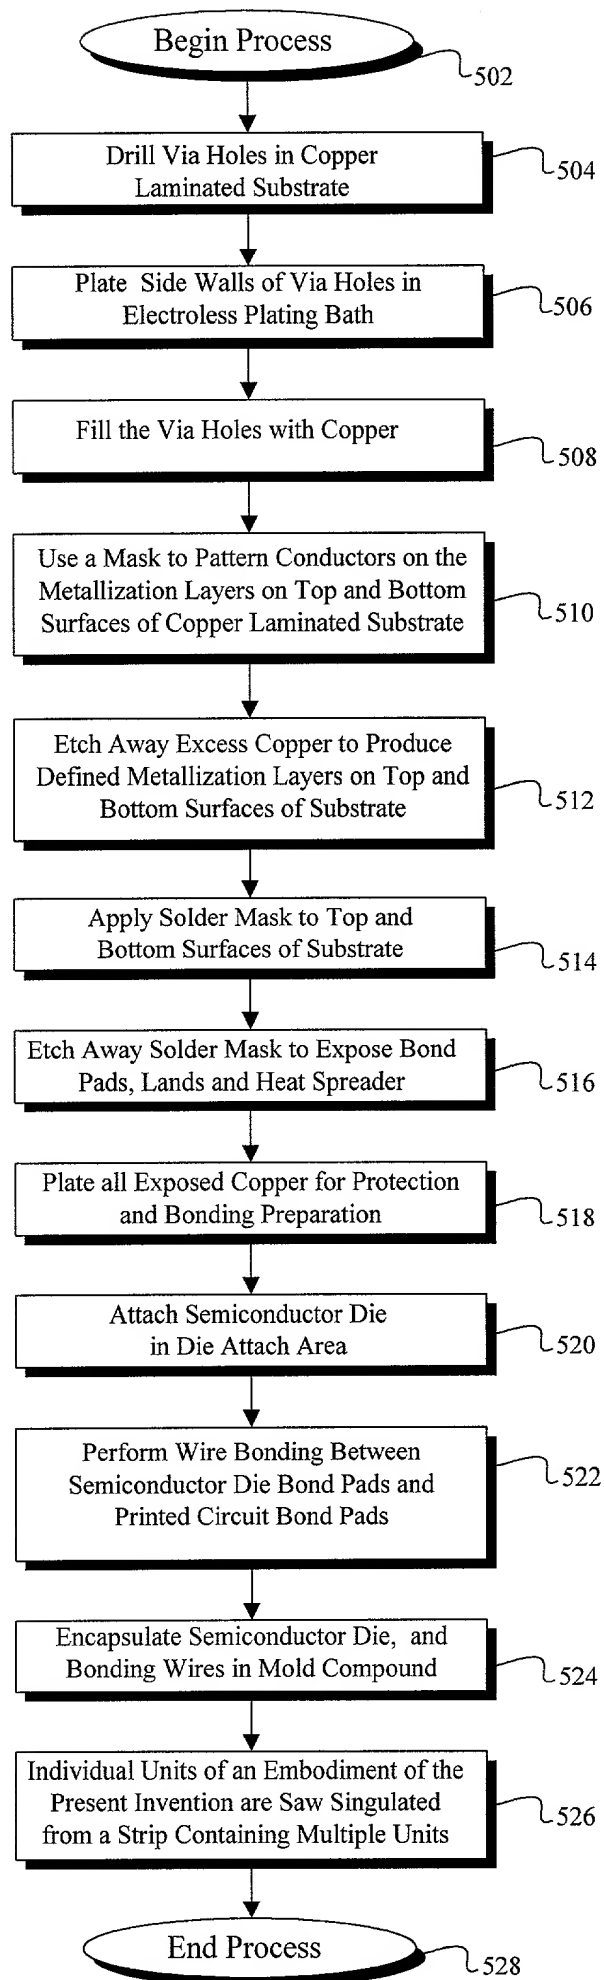 Begin Process
502
Drill Via Holes in Copper
Laminated Substrate
504
Plate Side Walls of Via Holes in
Electroless Plating Bath
506
Fill the Via Holes with Copper
508
Use a Mask to Pattern Conductors on the
Metallization Layers on Top and Bottom
Surfaces of Copper Laminated Substrate
510
Etch Away Excess Copper to Produce
Defined Metallization Layers on Top and
Bottom Surfaces of Substrate
512
Apply Solder Mask to Top and
Bottom Surfaces of Substrate
514
Etch Away Solder Mask to Expose Bond
Pads, Lands and Heat Spreader
516
Plate all Exposed Copper for Protection
and Bonding Preparation
518
Attach Semiconductor Die
in Die Attach Area
520
Perform Wire Bonding Between
Semiconductor Die Bond Pads and
Printed Circuit Bond Pads
522
Encapsulate Semiconductor Die, and
Bonding Wires in Mold Compound
524
Individual Units of an Embodiment of the
Present Invention are Saw Singulated
from a Strip Containing Multiple Units
526
End Process
528